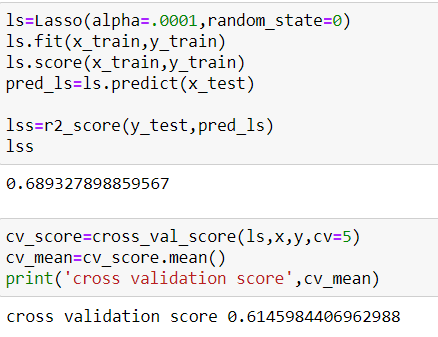 ls=Lasso(alpha=.0001,random_state=0)
ls.fit(x_train,y_train)
ls.score(x_train,y_train)
pred_ls=ls.predict(x_test)
lss=r2_score(y_test,pred_ls)
lss
0.689327898859567
cv_score=cross_val_score(ls,x,y,cv=5)
cv_mean=cv_score.mean()
print('cross validation score',cv_mean)
cross validation score 0.6145984406962988